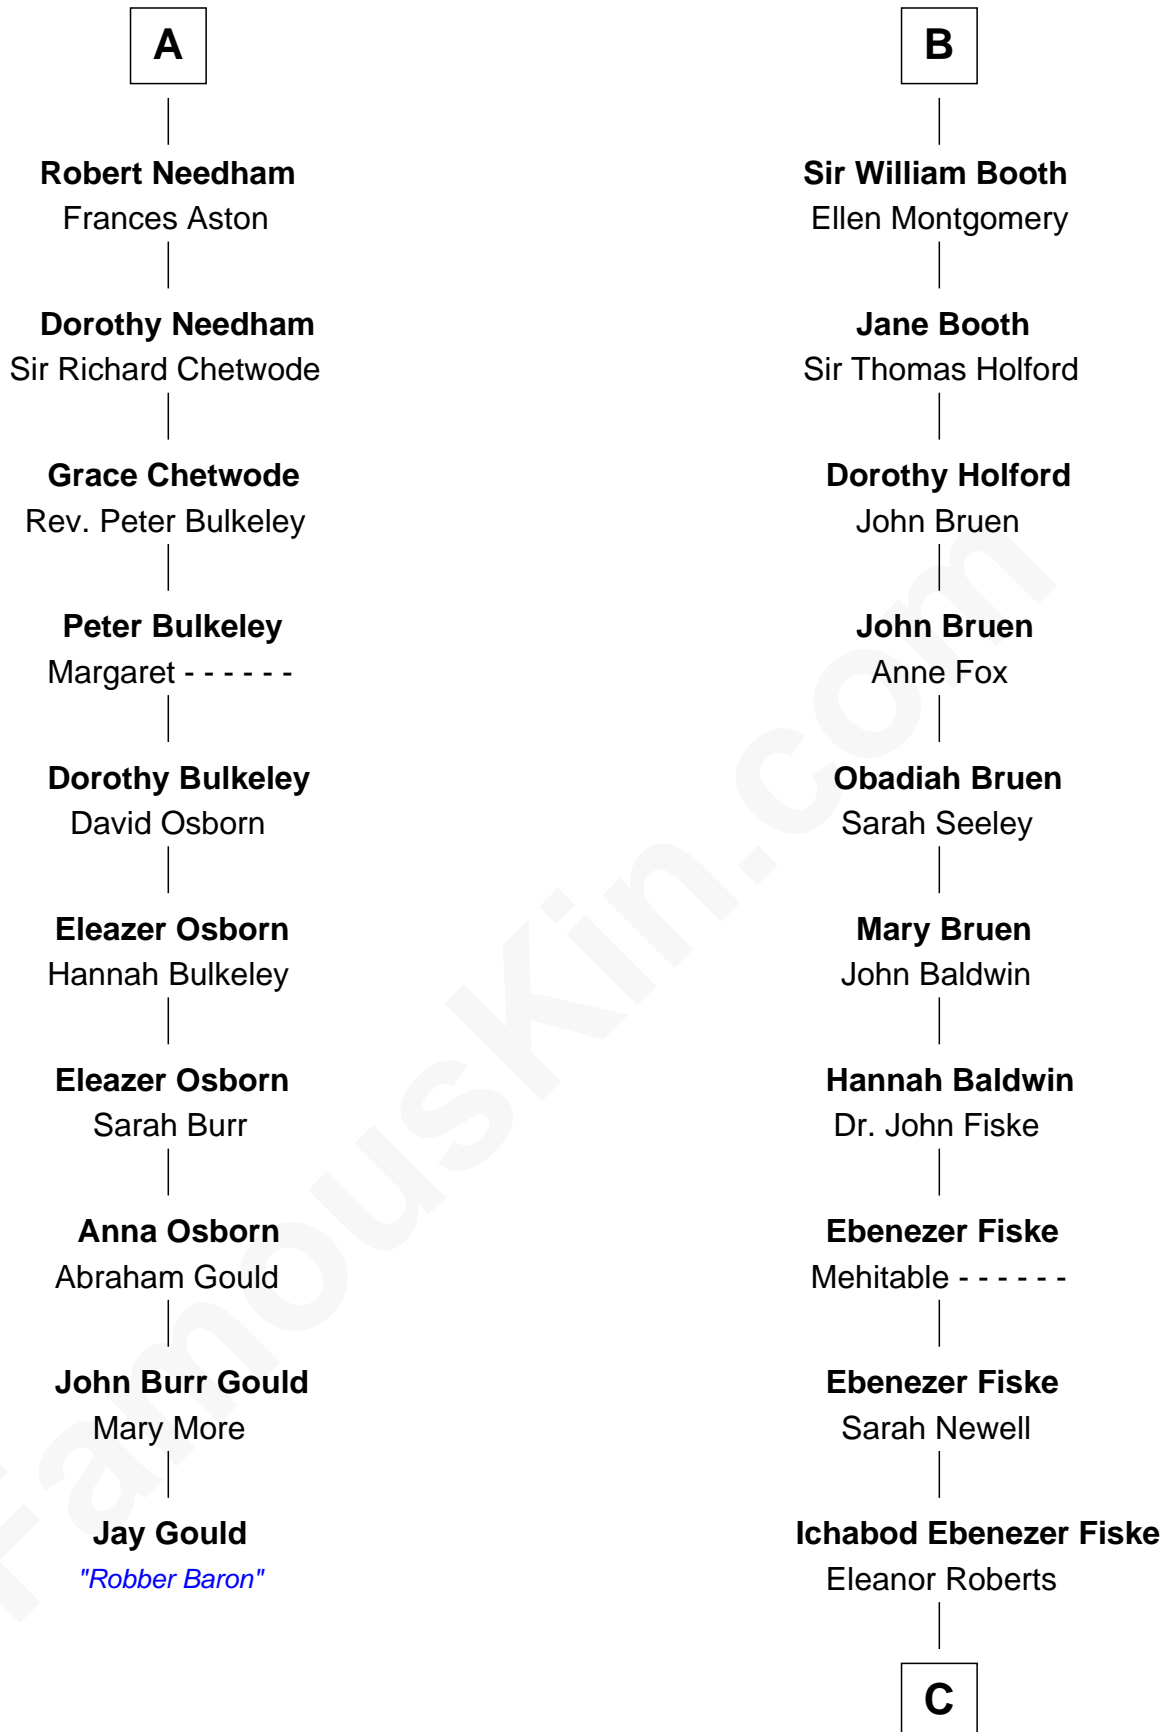 A
Robert Needham
Frances Aston
Dorothy Needham
Sir Richard Chetwode
Grace Chetwode
Rev. Peter Bulkeley
Peter Bulkeley
Margaret - - - - - -
Dorothy Bulkeley
David Osborn
Eleazer Osborn
Hannah Bulkeley
Eleazer Osborn
Sarah Burr
Anna Osborn
Abraham Gould
John Burr Gould
Mary More
Jay Gould
"Robber Baron"
B
Sir William Booth
Ellen Montgomery
Jane Booth
Sir Thomas Holford
Dorothy Holford
John Bruen
John Bruen
Anne Fox
Obadiah Bruen
Sarah Seeley
Mary Bruen
John Baldwin
Hannah Baldwin
Dr. John Fiske
Ebenezer Fiske
Mehitable - - - - - -
Ebenezer Fiske
Sarah Newell
Ichabod Ebenezer Fiske
Eleanor Roberts
C
FamousKin.com